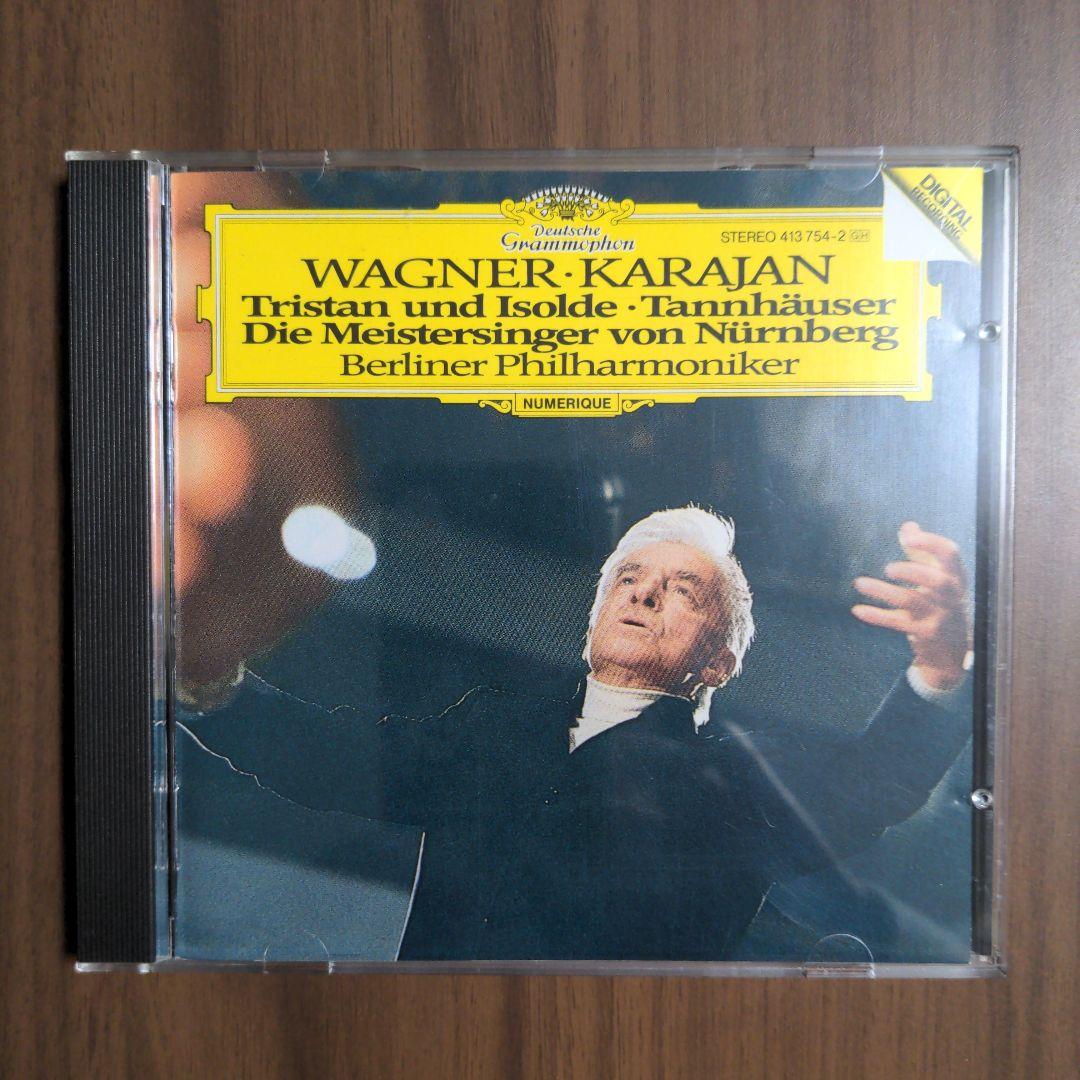 DIGITAL
RECORDING
Deutsche
Grammophon
STEREO 413 754-2 GH
WAGNER · KARAJAN
Tristan und Isolde · Tannhäuser
Die Meistersinger von Nürnberg
Berliner Philharmoniker
NUMERIQUE